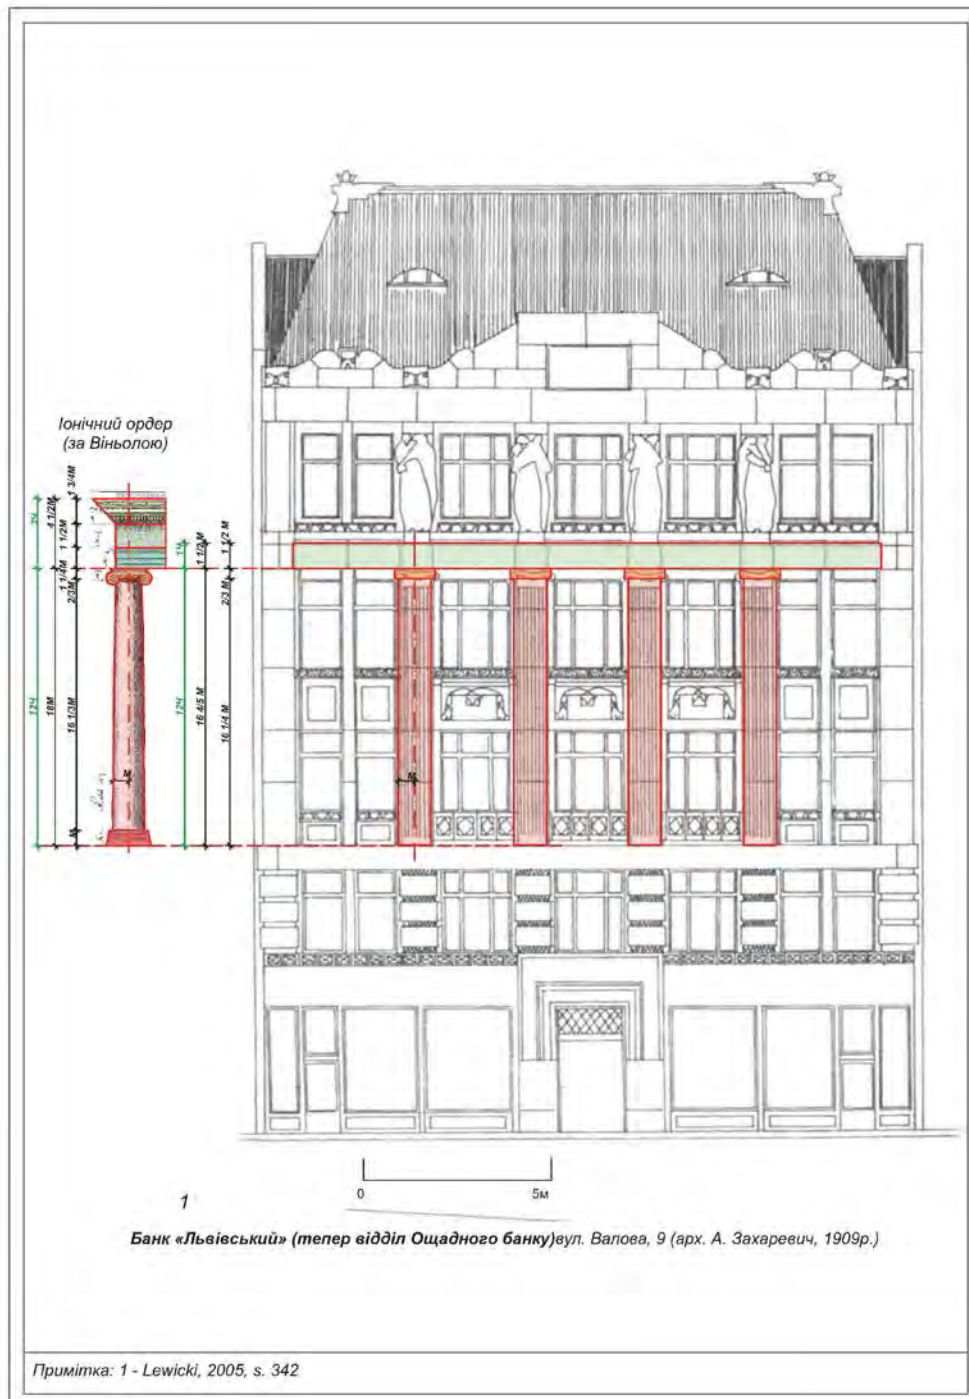 Іонічний ордер
(за Віньолою)
3/4М
3Ч
4 1/2М
1 1/2М
1 1/4М
2/3М
1Ч
1 1/2 М
1 1/2 М
2/3 М
12Ч
18М
16 1/3М
12Ч
16 4/5 М
16 1/4 М
М
М
М
0
5м
1
Банк «Львівський» (тепер відділ Ощадного банку)вул. Валова, 9 (арх. А. Захаревич, 1909р.)
Примітка: 1 - Lewicki, 2005, s. 342